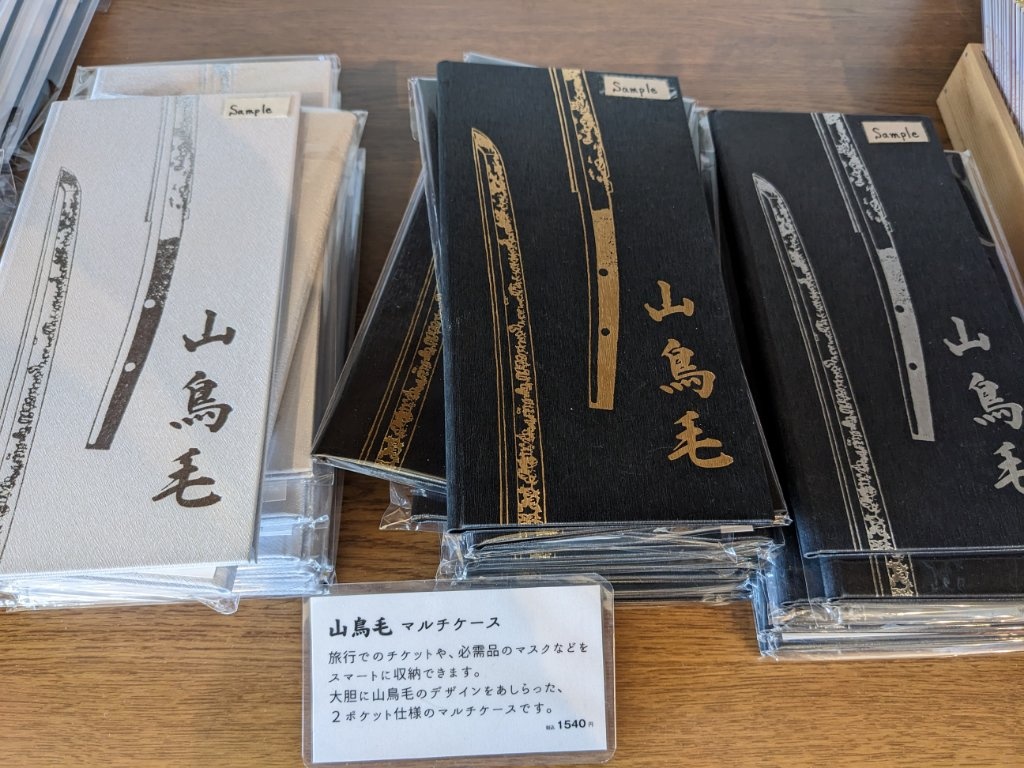 Sample
山
鳥
毛
Sample
山
鳥
毛
Sample
山
鳥
毛
山鳥毛 マルチケース
旅行でのチケットや、必需品のマスクなどを
スマートに収納できます。
大胆に山鳥毛のデザインをあしらった、
2ポケット仕様のマルチケースです。
税込 1540円